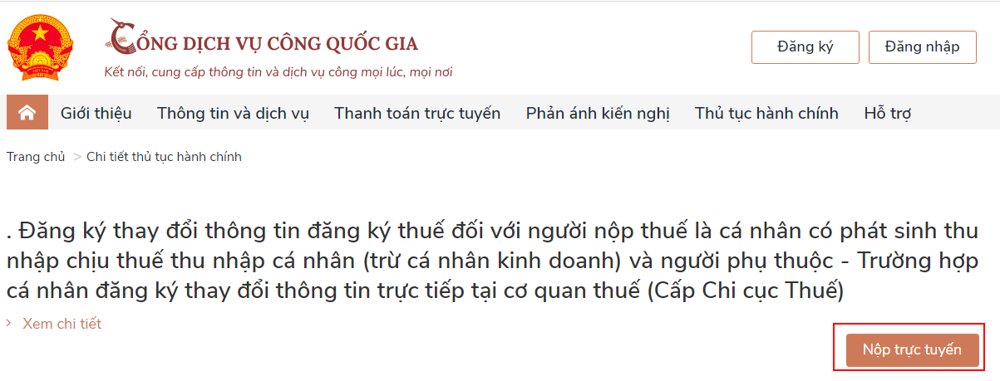 CỔNG DỊCH VỤ CÔNG QUỐC GIA
Kết nối, cung cấp thông tin và dịch vụ công mọi lúc, mọi nơi
Đăng ký
Đăng nhập
Giới thiệu
Thông tin và dịch vụ
Thanh toán trực tuyến
Phản ánh kiến nghị
Thủ tục hành chính
Hỗ trợ
Trang chủ > Chi tiết thủ tục hành chính
. Đăng ký thay đổi thông tin đăng ký thuế đối với người nộp thuế là cá nhân có phát sinh thu
nhập chịu thuế thu nhập cá nhân (trừ cá nhân kinh doanh) và người phụ thuộc - Trường hợp
cá nhân đăng ký thay đổi thông tin trực tiếp tại cơ quan thuế (Cấp Chi cục Thuế)
> Xem chi tiết
Nộp trực tuyến